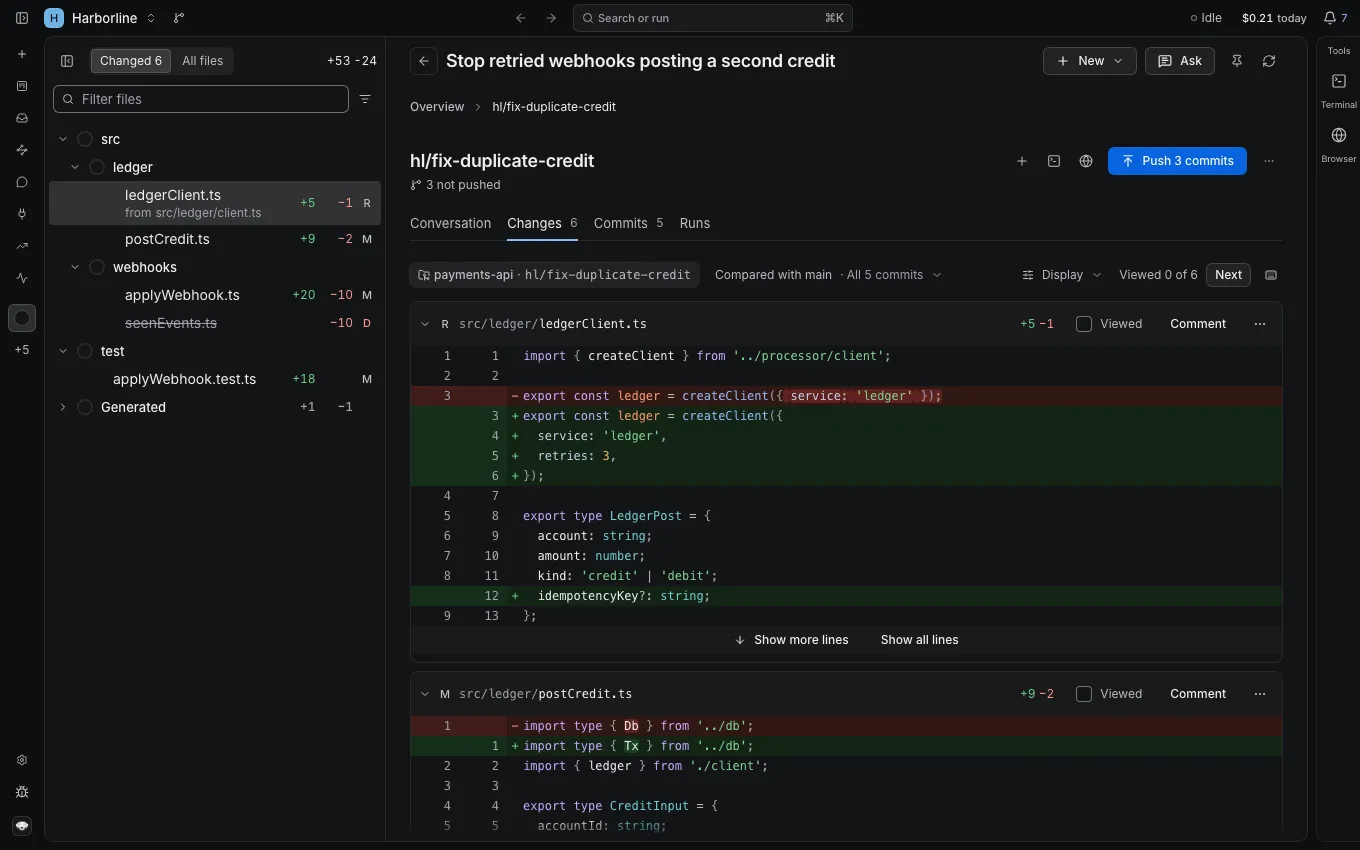 H Harborline
Search or run ⌘K
Idle $0.21 today 7
+5
Changed 6 All files +53 -24
Filter files
src
ledger
ledgerClient.ts +5 −1 R
from src/ledger/client.ts
postCredit.ts +9 −2 M
webhooks
applyWebhook.ts +20 −10 M
seenEvents.ts −10 D
test
applyWebhook.test.ts +18 M
Generated +1 −1
Stop retried webhooks posting a second credit
New Ask
Overview hl/fix-duplicate-credit
hl/fix-duplicate-credit
Push 3 commits
3 not pushed
Conversation Changes 6 Commits 5 Runs
payments-api · hl/fix-duplicate-credit Compared with main · All 5 commits Display Viewed 0 of 6 Next
R src/ledger/ledgerClient.ts +5 −1 Viewed Comment
1 1 import { createClient } from '../processor/client';
2 2
3 −export const ledger = createClient({ service: 'ledger' });
3 +export const ledger = createClient({
4 + service: 'ledger',
5 + retries: 3,
6 +});
4 7
5 8 export type LedgerPost = {
6 9 account: string;
7 10 amount: number;
8 11 kind: 'credit' | 'debit';
12 + idempotencyKey?: string;
9 13 };
Show more lines Show all lines
M src/ledger/postCredit.ts +9 −2 Viewed Comment
1 −import type { Db } from '../db';
1 +import type { Tx } from '../db';
2 2 import { ledger } from './client';
3 3
4 4 export type CreditInput = {
5 5 accountId: string;
Tools
Terminal
Browser